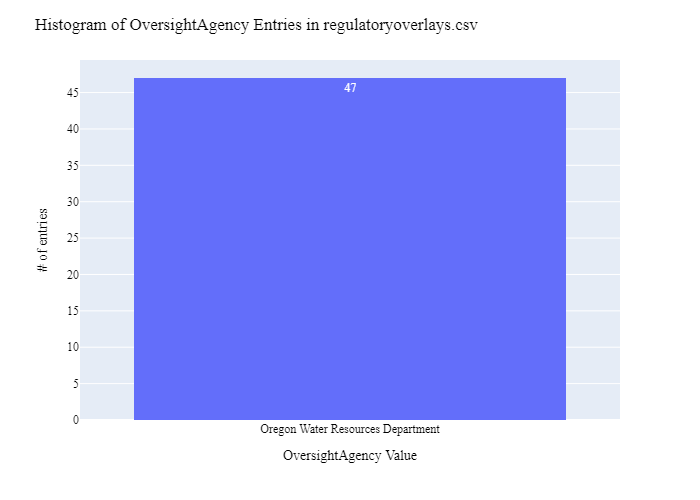 Histogram of OversightAgency Entries in regulatoryoverlays.csv
47
45
40
35
30
25
20
15
10
5
0
# of entries
Oregon Water Resources Department
OversightAgency Value